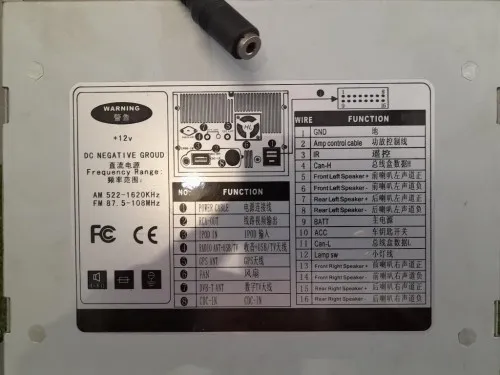 WARNING
警告
+12v
DC NEGATIVE GROUD
直流电源
Frequency Range:
频率范围:
AM 522-1620KHz
FM 87.5-108MHz
FC CE
NO. FUNCTION
1 POWER CABLE 电源连接线
2 RCA-OUT 线路视频输出
3 IPOD IN IPOD 输入
4 RADIO ANT+USB/TV 收音+USB/TV天线
5 GPS ANT GPS天线
6 FAN 风扇
7 DVB-T ANT 数字TV天线
8 CDC-IN CDC-IN
WIRE FUNCTION
1 GND 地
2 Amp control cable 功放控制线
3 IR 遥控
4 Can-H 总线盒数据H
5 Front Left Speaker+ 前喇叭左声道正
6 Front Left Speaker- 前喇叭左声道负
7 Rear Left Speaker+ 后喇叭左声道正
8 Rear Left Speaker- 后喇叭左声道负
9 BATT 主电源
10 ACC 车钥匙开关
11 Can-L 总线盒数据L
12 Lamp sw 小灯线
13 Front Right Speaker+ 前喇叭右声道正
14 Front Right Speaker- 前喇叭右声道负
15 Rear Right Speaker+ 后喇叭右声道正
16 Rear Right Speaker- 后喇叭右声道负